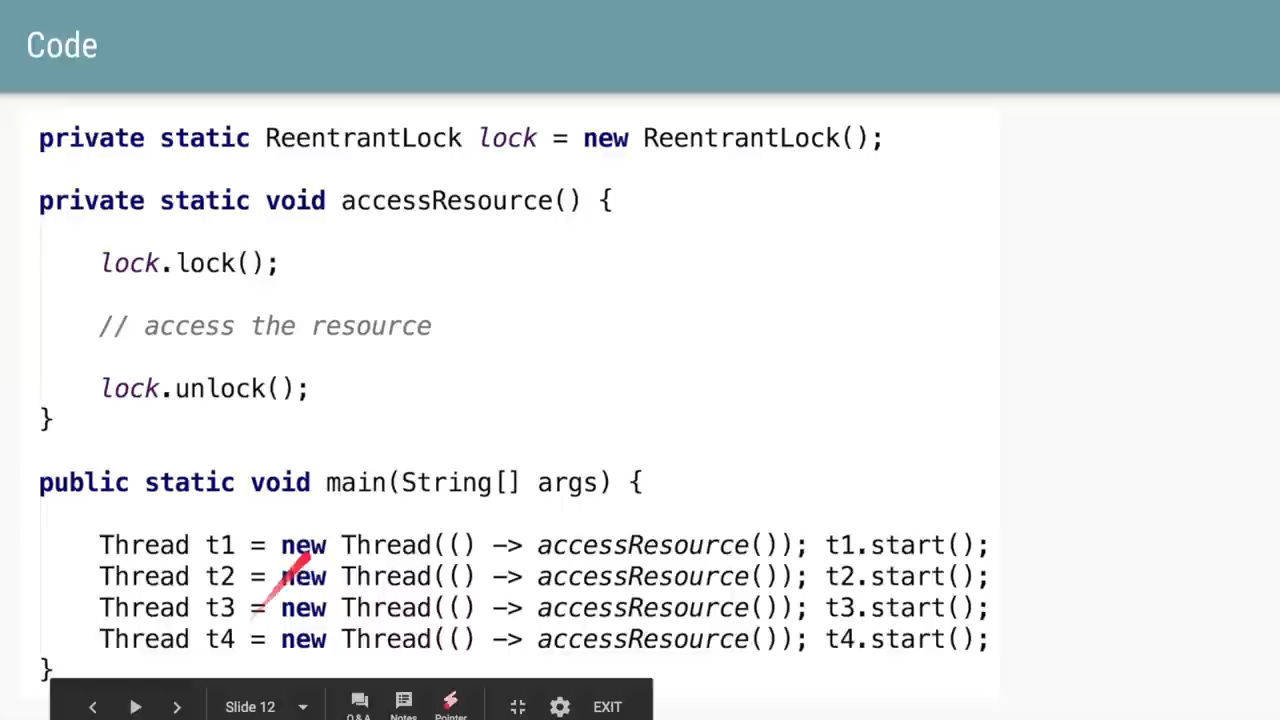 Code
private static ReentrantLock lock = new ReentrantLock();
private static void accessResource() {
lock.lock();
// access the resource
lock.unlock();
}
public static void main(String[] args) {
Thread t1 = new Thread(() -> accessResource()); t1.start();
Thread t2 = new Thread(() -> accessResource()); t2.start();
Thread t3 = new Thread(() -> accessResource()); t3.start();
Thread t4 = new Thread(() -> accessResource()); t4.start();
}
Slide 12
Q&A Notes Pointer
EXIT